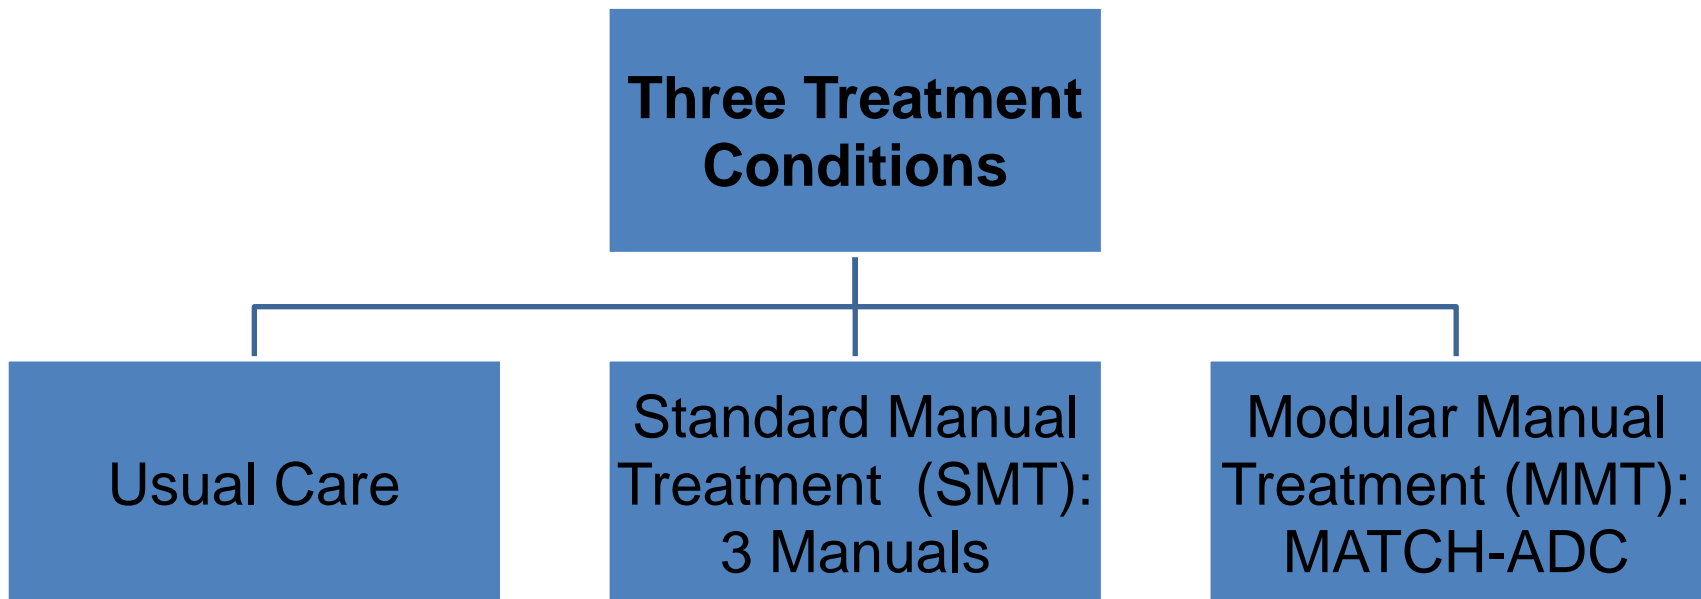 Three Treatment
Conditions
Usual Care
Standard Manual
Treatment (SMT):
3 Manuals
Modular Manual
Treatment (MMT):
MATCH-ADC